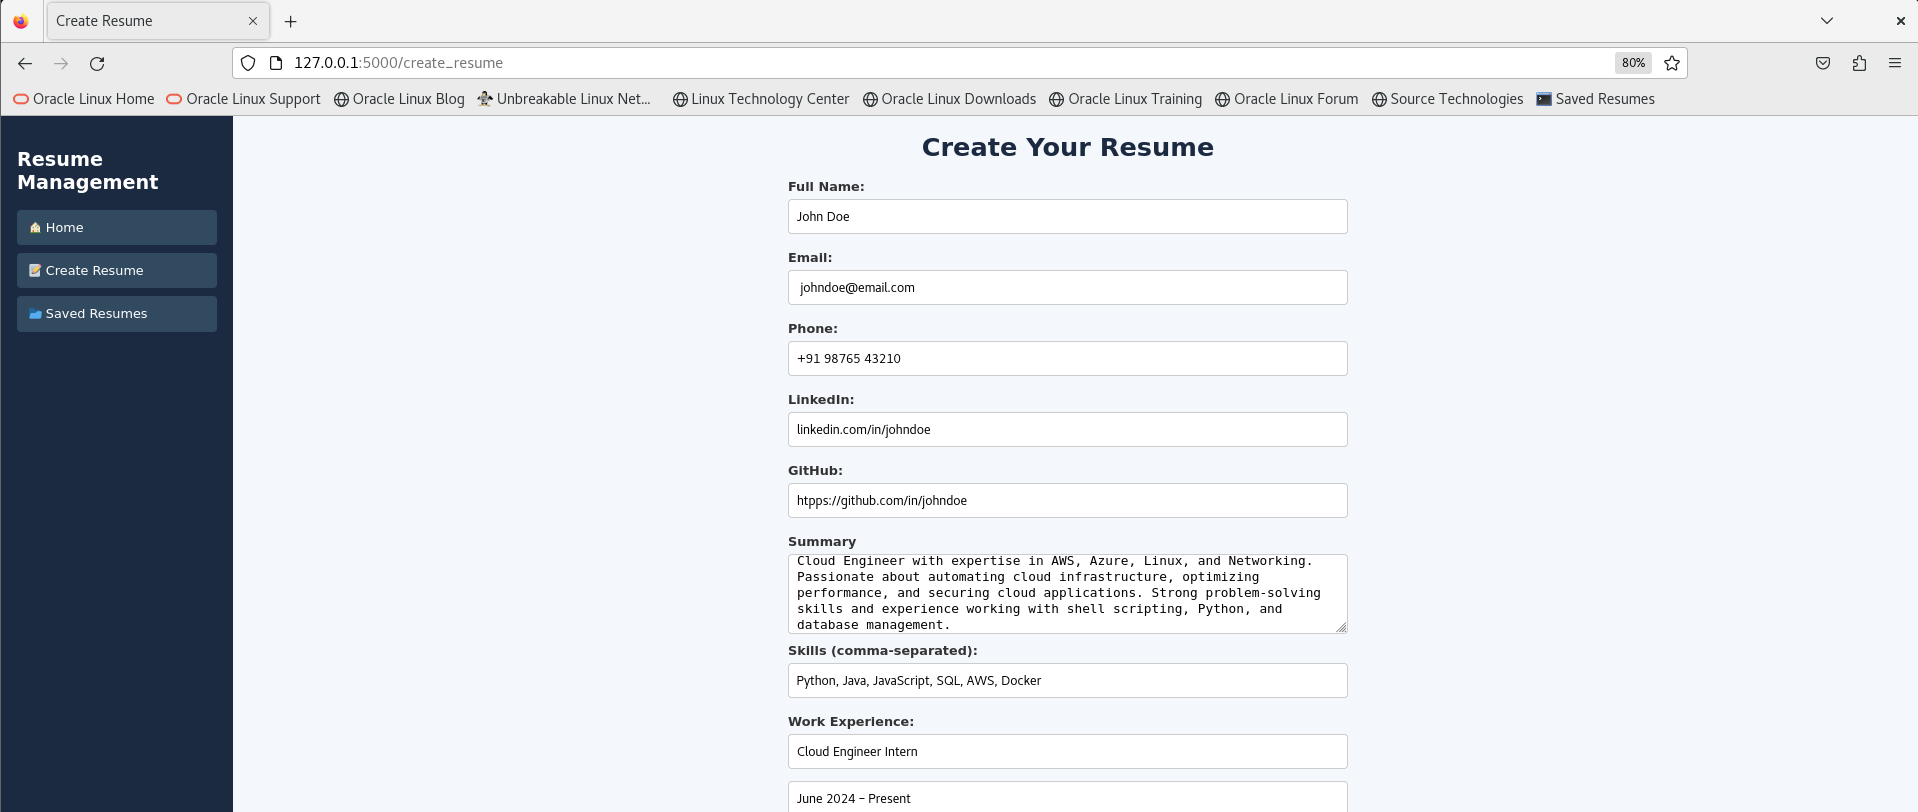 Create Resume
127.0.0.1:5000/create_resume
80%
Oracle Linux Home
Oracle Linux Support
Oracle Linux Blog
Unbreakable Linux Net...
Linux Technology Center
Oracle Linux Downloads
Oracle Linux Training
Oracle Linux Forum
Source Technologies
Saved Resumes
Resume
Management
Home
Create Resume
Saved Resumes
Create Your Resume
Full Name:
John Doe
Email:
johndoe@email.com
Phone:
+91 98765 43210
LinkedIn:
linkedin.com/in/johndoe
GitHub:
htpps://github.com/in/johndoe
Summary
Cloud Engineer with expertise in AWS, Azure, Linux, and Networking.
Passionate about automating cloud infrastructure, optimizing
performance, and securing cloud applications. Strong problem-solving
skills and experience working with shell scripting, Python, and
database management.
Skills (comma-separated):
Python, Java, JavaScript, SQL, AWS, Docker
Work Experience:
Cloud Engineer Intern
June 2024 – Present